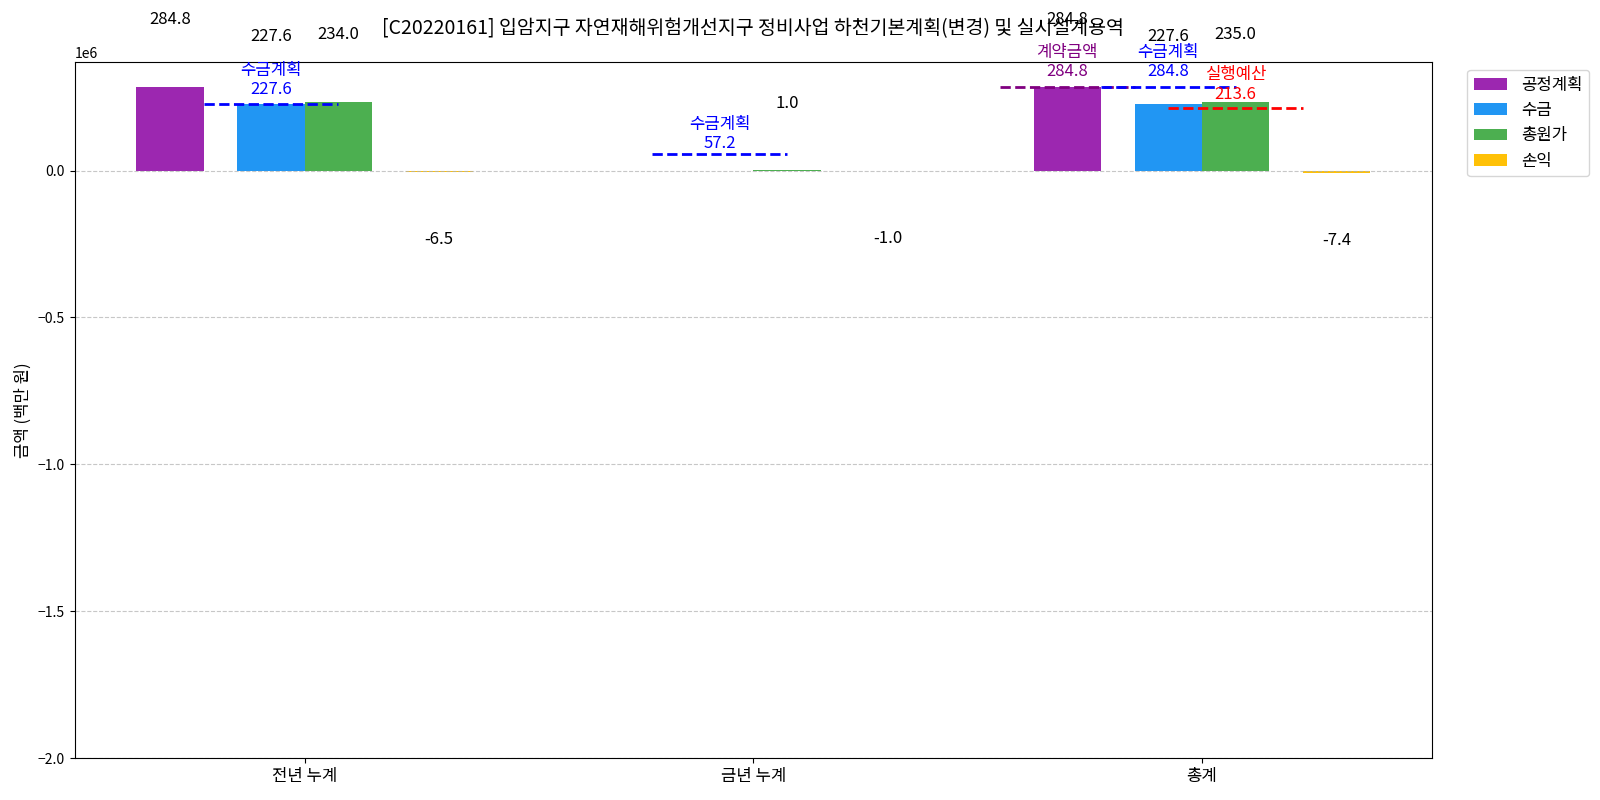 [C20220161] 입암지구 자연재해위험개선지구 정비사업 하천기본계획(변경) 및 실시설계용역
1e6
284.8
227.6
234.0
수금계획
227.6
-6.5
수금계획
57.2
1.0
-1.0
284.8
계약금액
284.8
227.6
수금계획
284.8
235.0
실행예산
213.6
-7.4
공정계획
수금
총원가
손익
금액 (백만 원)
0.0
−0.5
−1.0
−1.5
−2.0
전년 누계
금년 누계
총계